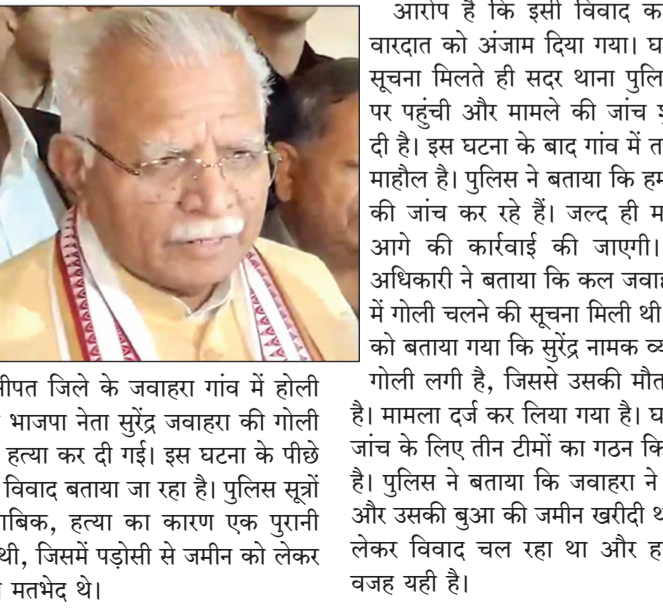 जिले के जवाहरा गांव में होली
भाजपा नेता सुरेंद्र जवाहरा की गोली
हत्या कर दी गई। इस घटना के पीछे
विवाद बताया जा रहा है। पुलिस सूत्रों
हत्या का कारण एक पुरानी
थी, जिसमें पड़ोसी से जमीन को लेकर
मतभेद थे।
आरोप है कि इसी विवाद
वारदात को अंजाम दिया गया।
सूचना मिलते ही सदर थाना
पर पहुंची और मामले की जांच
दी है। इस घटना के बाद गांव में
माहौल है। पुलिस ने बताया कि
की जांच कर रहे हैं। जल्द ही
आगे की कार्रवाई की जाएगी।
अधिकारी ने बताया कि कल
में गोली चलने की सूचना मिली थी
को बताया गया कि सुरेंद्र नामक
गोली लगी है, जिससे उसकी मौत
है। मामला दर्ज कर लिया गया है।
जांच के लिए तीन टीमों का गठन
है। पुलिस ने बताया कि जवाहरा ने
और उसकी बुआ की जमीन खरीदी
लेकर विवाद चल रहा था और
वजह यही है।